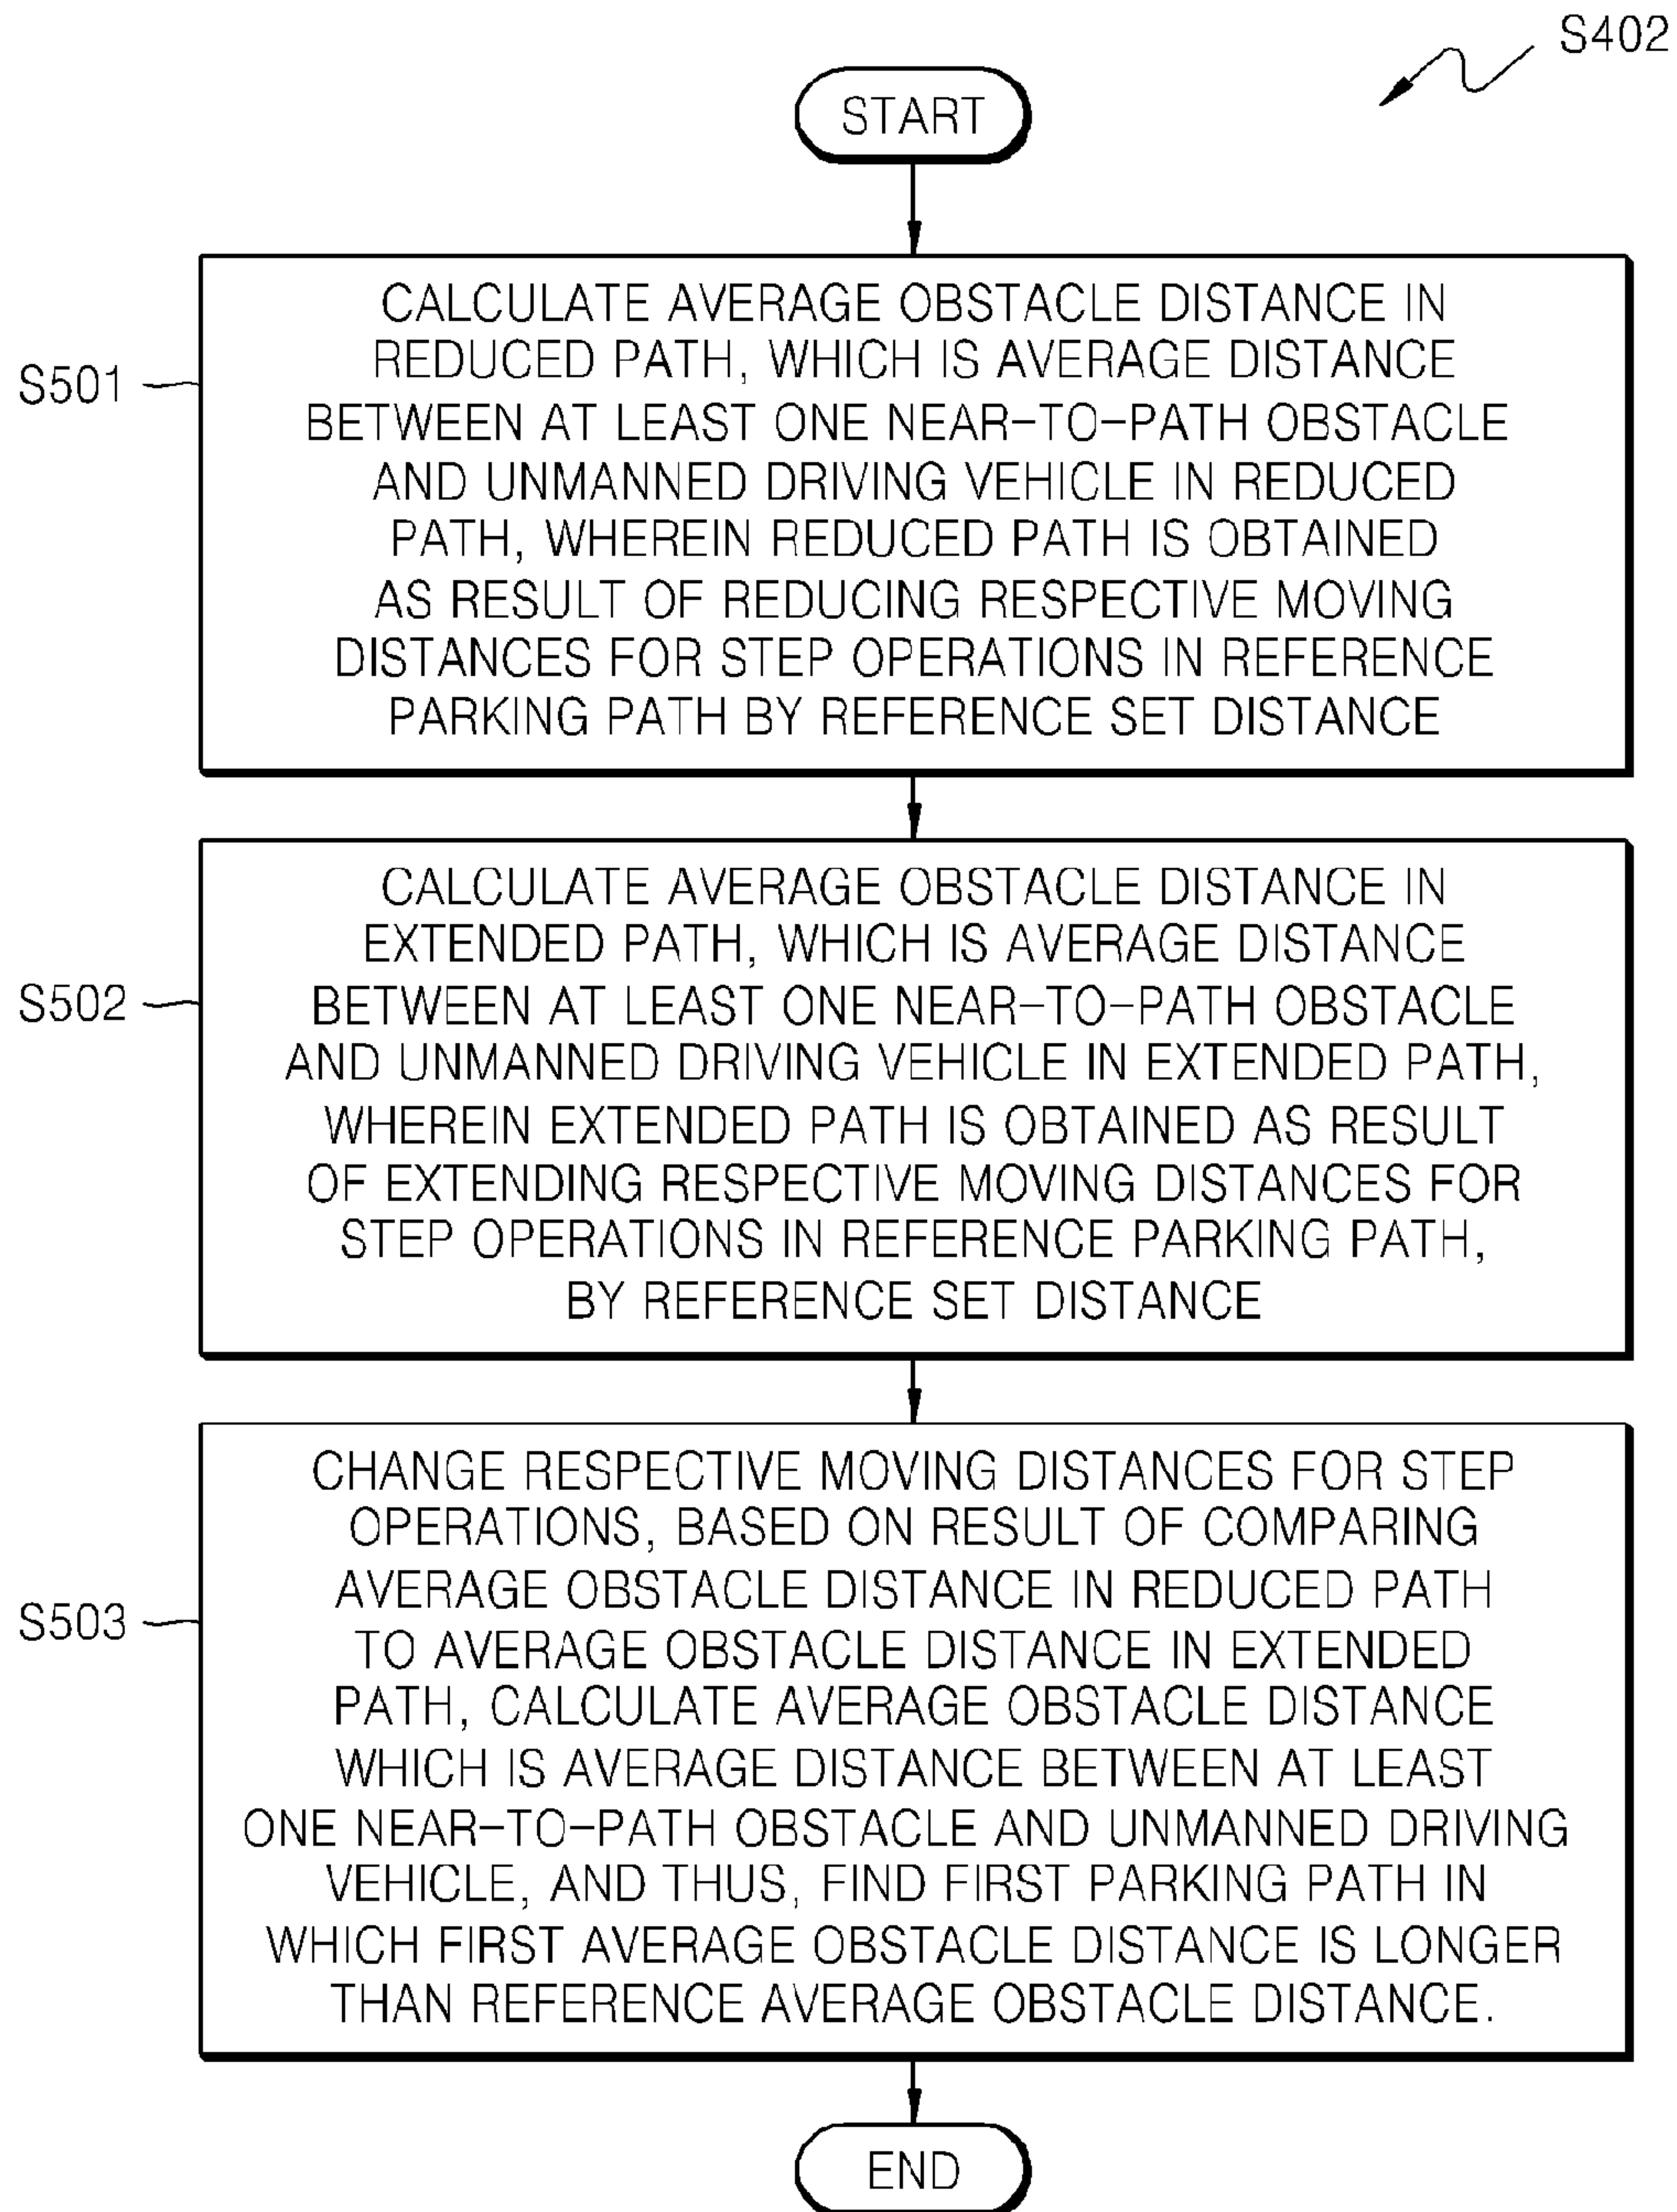 S402
START
S501
CALCULATE AVERAGE OBSTACLE DISTANCE IN
REDUCED PATH, WHICH IS AVERAGE DISTANCE
BETWEEN AT LEAST ONE NEAR-TO-PATH OBSTACLE
AND UNMANNED DRIVING VEHICLE IN REDUCED
PATH, WHEREIN REDUCED PATH IS OBTAINED
AS RESULT OF REDUCING RESPECTIVE MOVING
DISTANCES FOR STEP OPERATIONS IN REFERENCE
PARKING PATH BY REFERENCE SET DISTANCE
S502
CALCULATE AVERAGE OBSTACLE DISTANCE IN
EXTENDED PATH, WHICH IS AVERAGE DISTANCE
BETWEEN AT LEAST ONE NEAR-TO-PATH OBSTACLE
AND UNMANNED DRIVING VEHICLE IN EXTENDED PATH,
WHEREIN EXTENDED PATH IS OBTAINED AS RESULT
OF EXTENDING RESPECTIVE MOVING DISTANCES FOR
STEP OPERATIONS IN REFERENCE PARKING PATH,
BY REFERENCE SET DISTANCE
S503
CHANGE RESPECTIVE MOVING DISTANCES FOR STEP
OPERATIONS, BASED ON RESULT OF COMPARING
AVERAGE OBSTACLE DISTANCE IN REDUCED PATH
TO AVERAGE OBSTACLE DISTANCE IN EXTENDED
PATH, CALCULATE AVERAGE OBSTACLE DISTANCE
WHICH IS AVERAGE DISTANCE BETWEEN AT LEAST
ONE NEAR-TO-PATH OBSTACLE AND UNMANNED DRIVING
VEHICLE, AND THUS, FIND FIRST PARKING PATH IN
WHICH FIRST AVERAGE OBSTACLE DISTANCE IS LONGER
THAN REFERENCE AVERAGE OBSTACLE DISTANCE.
END